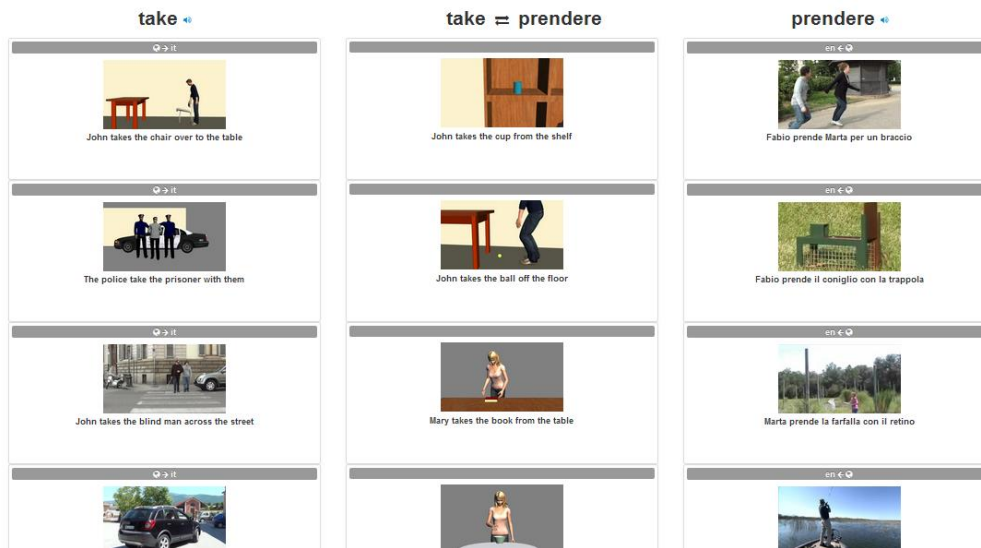 take
take ⇌ prendere
prendere
→ it
en ←
John takes the chair over to the table
John takes the cup from the shelf
Fabio prende Marta per un braccio
→ it
en ←
The police take the prisoner with them
John takes the ball off the floor
Fabio prende il coniglio con la trappola
→ it
en ←
John takes the blind man across the street
Mary takes the book from the table
Marta prende la farfalla con il retino
→ it
en ←